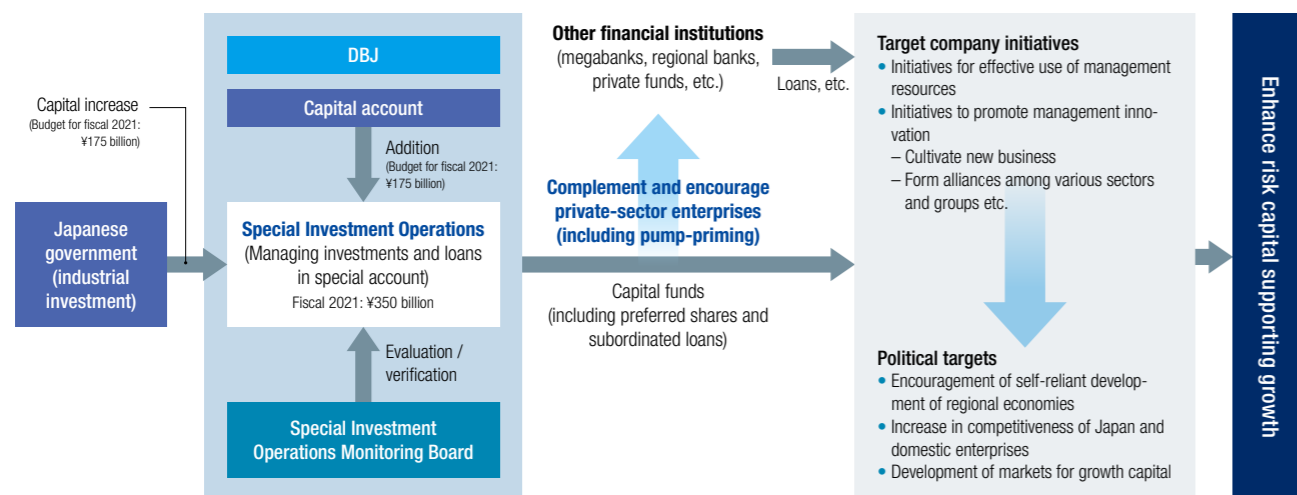 Capital increase
(Budget for fiscal 2021:
¥175 billion)
Japanese
government
(industrial
investment)
DBJ
Capital account
Addition
(Budget for fiscal 2021:
¥175 billion)
Special Investment Operations
(Managing investments and loans
in special account)
Fiscal 2021: ¥350 billion
Evaluation /
verification
Special Investment
Operations Monitoring Board
Other financial institutions
(megabanks, regional banks,
private funds, etc.)
Loans, etc.
Complement and encourage
private-sector enterprises
(including pump-priming)
Capital funds
(including preferred shares and
subordinated loans)
Target company initiatives
• Initiatives for effective use of management
resources
• Initiatives to promote management inno-
vation
– Cultivate new business
– Form alliances among various sectors
and groups etc.
Political targets
• Encouragement of self-reliant develop-
ment of regional economies
• Increase in competitiveness of Japan and
domestic enterprises
• Development of markets for growth capital
Enhance risk capital supporting growth